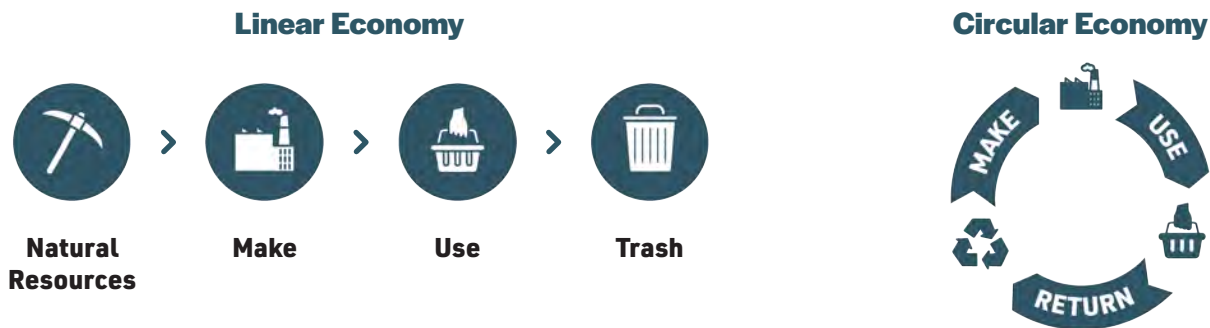 Linear Economy
Natural
Resources
Make
Use
Trash
Circular Economy
MAKE
USE
RETURN